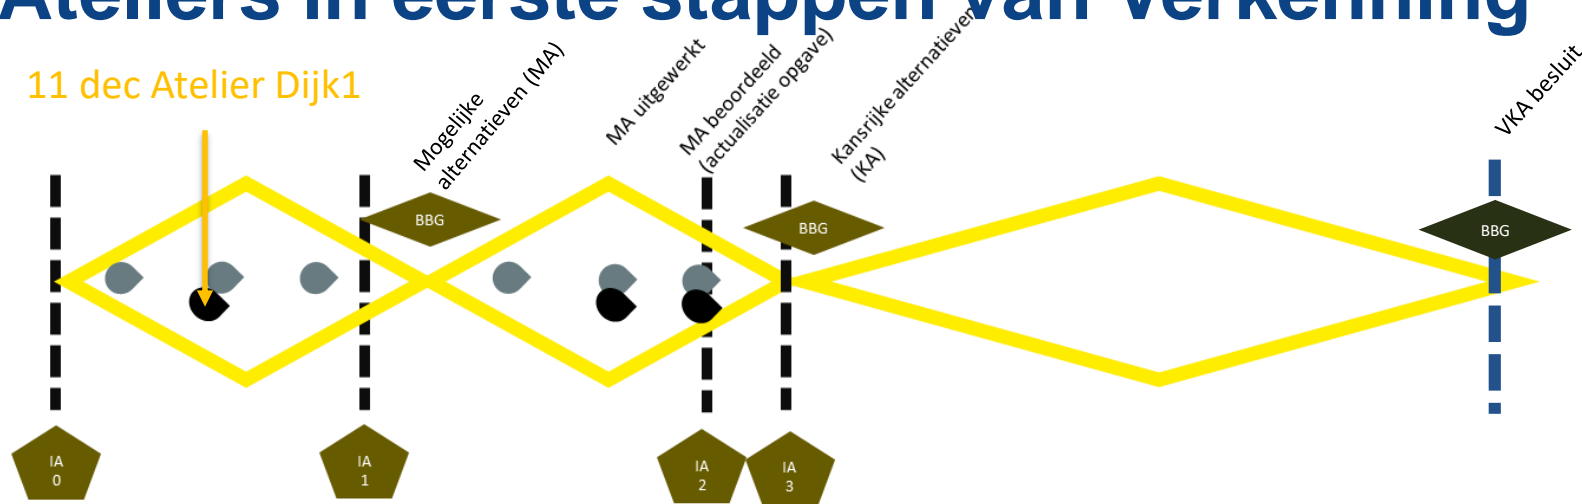 Ateliers in eerste stappen van Verkenning
11 dec Atelier Dijk1
Mogelijke
alternatieven (MA)
MA uitgewerkt
MA beoordeeld
(actualisatie opgave)
Kansrijke alternatieven
(KA)
VKA besluit
BBG
BBG
BBG
IA
0
IA
1
IA
2
IA
3